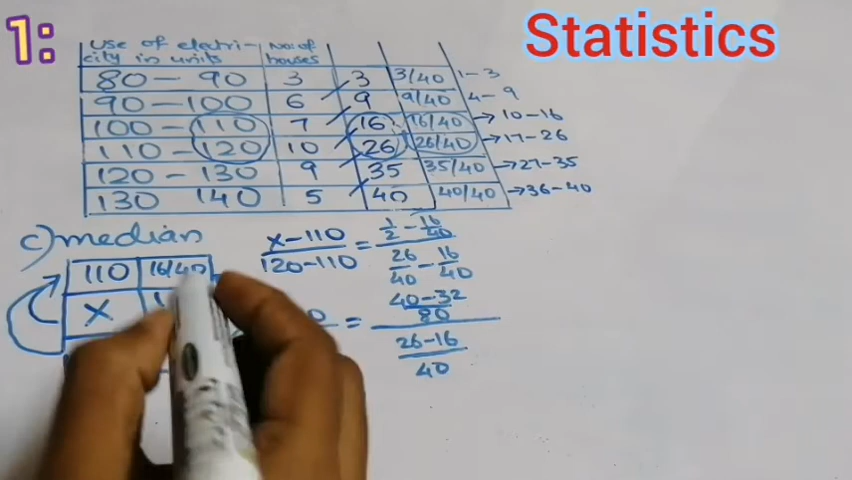 1:
Statistics
Use of electri- No. of
city in units houses
80 — 90 3 3 3/40 1-3
90-100 6 9 9/40 4-9
100-110 7 16 16/40 → 10-16
110-120 10 26 26/40 → 17-26
120-130 9 35 35/40 → 27-35
130 140 5 40 40/40 → 36-40
c) median
x-110 / 120-110 = 1/2 - 16/40 / 26/40 - 16/40
110 16/40
x 1
= 40-32 / 80 / 26-16 / 40